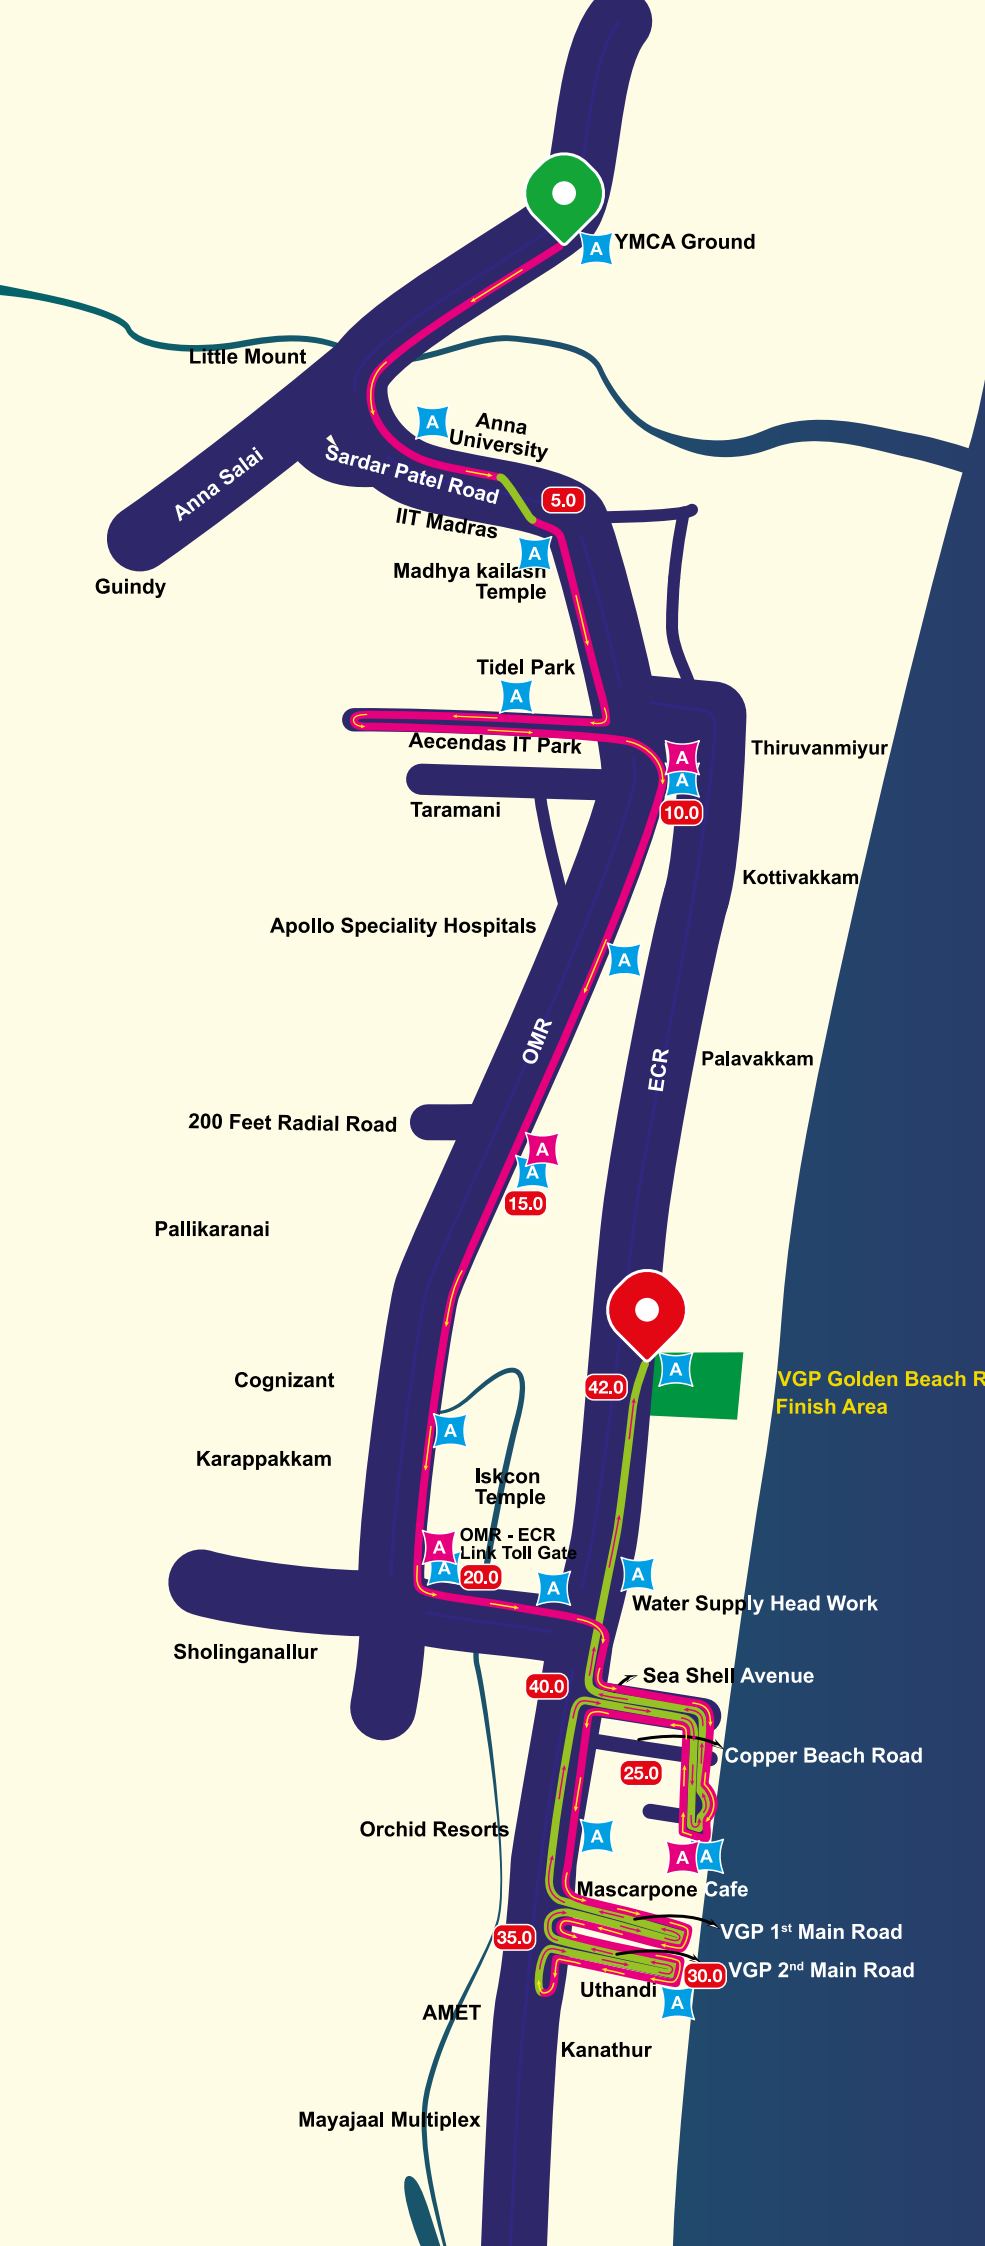 A
YMCA Ground
Little Mount
A
Anna
University
Anna Salai
Sardar Patel Road
5.0
IIT Madras
A
Madhya kailash
Temple
Guindy
Tidel Park
A
Aecendas IT Park
Thiruvanmiyur
A
A
Taramani
10.0
Kottivakkam
Apollo Speciality Hospitals
A
OMR
ECR
Palavakkam
200 Feet Radial Road
A
A
15.0
Pallikaranai
Cognizant
42.0
A
VGP Golden Beach R
Finish Area
A
Karappakkam
Iskcon
Temple
A
OMR - ECR
Link Toll Gate
A
20.0
A
A
Water Supply Head Work
Sholinganallur
40.0
Sea Shell Avenue
Copper Beach Road
25.0
Orchid Resorts
A
A
A
Mascarpone Cafe
35.0
VGP 1st Main Road
30.0
VGP 2nd Main Road
Uthandi
A
AMET
Kanathur
Mayajaal Multiplex